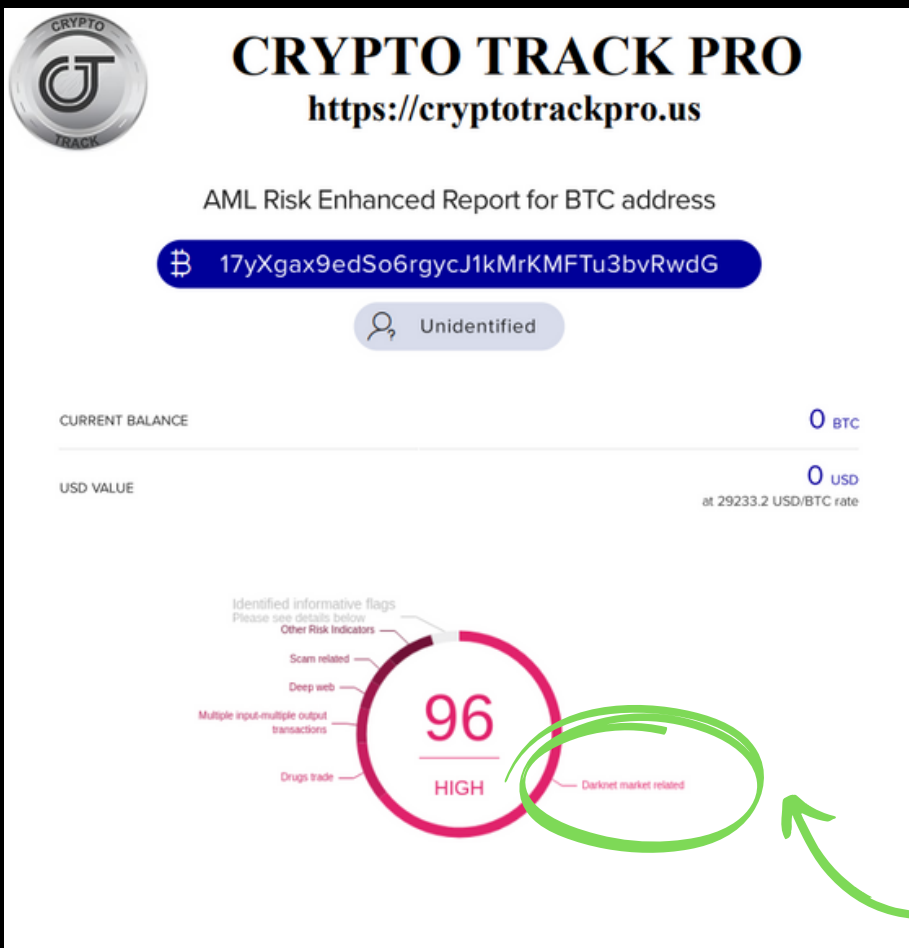 CRYPTO
TRACK
CRYPTO TRACK PRO
https://cryptotrackpro.us
AML Risk Enhanced Report for BTC address
17yXgax9edSo6rgycJ1kMrKMFTu3bvRwdG
Unidentified
CURRENT BALANCE
0 BTC
USD VALUE
0 USD
at 29233.2 USD/BTC rate
Identified informative flags
Please see details below
Other Risk Indicators
Scam related
Deep web
Multiple input-multiple output
transactions
Drugs trade
96
HIGH
Darknet market related